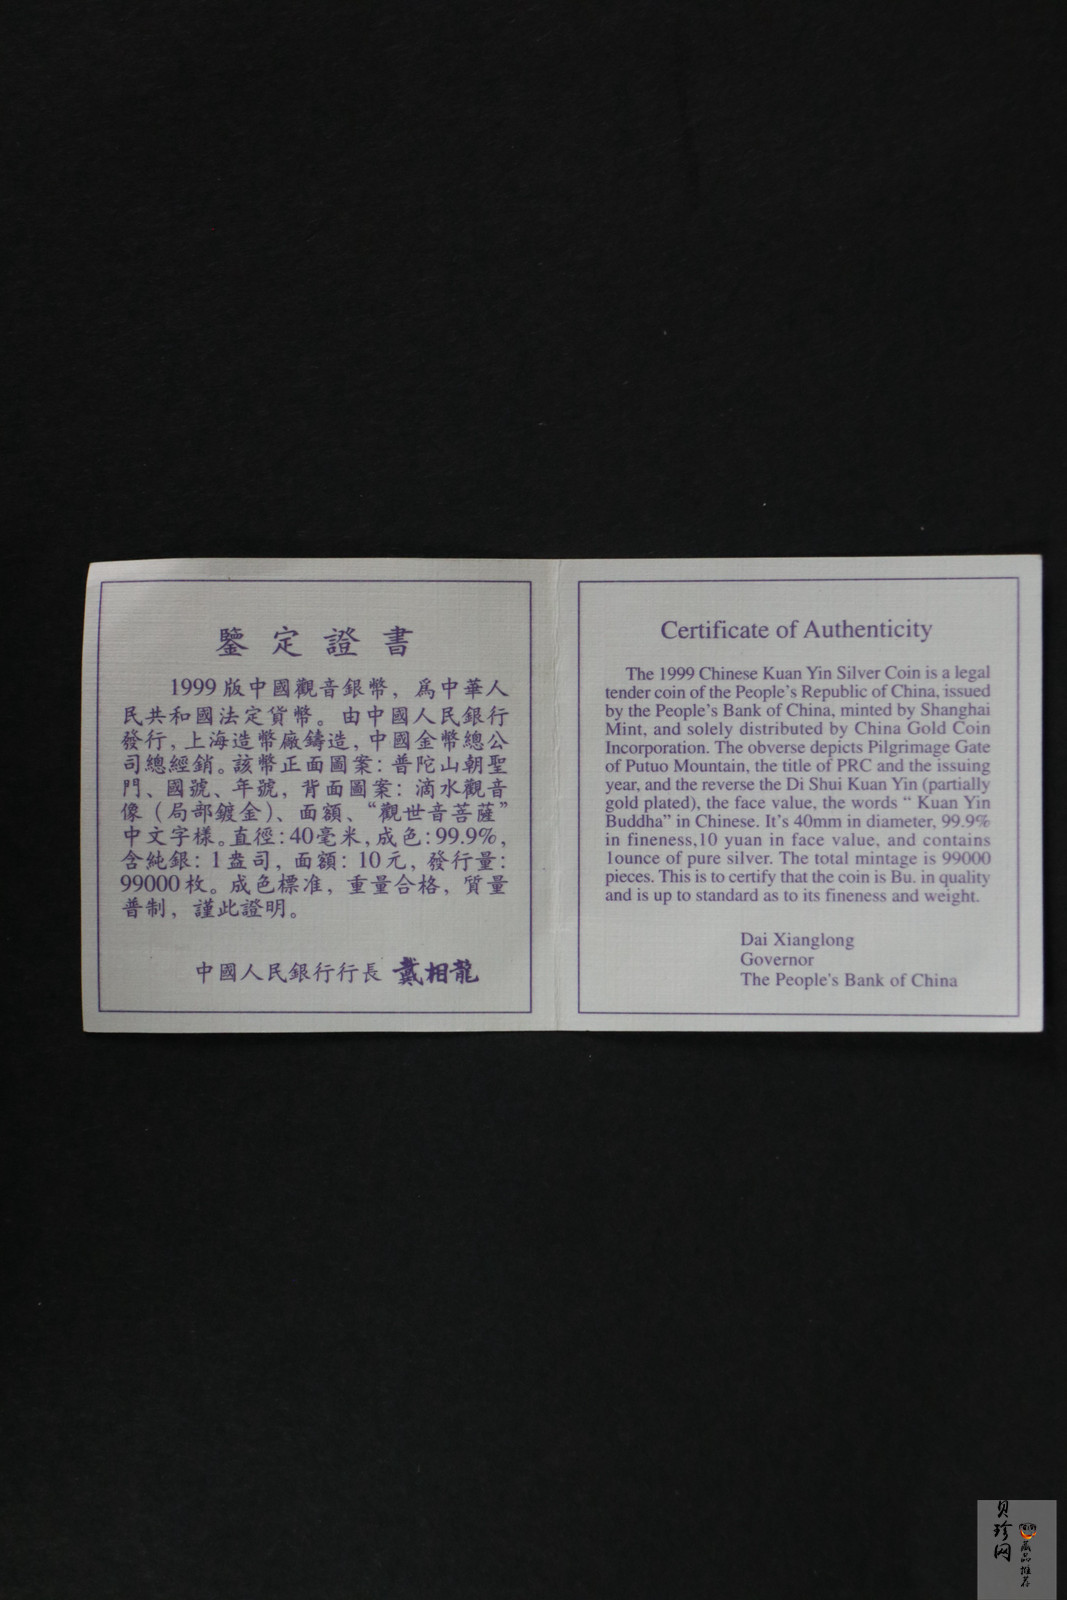 鑒定證書
1999版中國觀音銀幣，爲中華人
民共和國法定貨幣。由中國人民銀行
發行，上海造幣廠鑄造，中國金幣總公
司總經銷。該幣正面圖案：普陀山朝聖
門、國號、年號，背面圖案：滴水觀音
像（局部鍍金）、面額、“觀世音菩薩”
中文字樣。直徑：40毫米，成色：99.9%，
含純銀：1盎司，面額：10元，發行量：
99000枚。成色標准，重量合格，質量
普制，謹此證明。
中國人民銀行行長 戴相龍
Certificate of Authenticity
The 1999 Chinese Kuan Yin Silver Coin is a legal
tender coin of the People's Republic of China, issued
by the People's Bank of China, minted by Shanghai
Mint, and solely distributed by China Gold Coin
Incorporation. The obverse depicts Pilgrimage Gate
of Putuo Mountain, the title of PRC and the issuing
year, and the reverse the Di Shui Kuan Yin (partially
gold plated), the face value, the words “ Kuan Yin
Buddha” in Chinese. It's 40mm in diameter, 99.9%
in fineness,10 yuan in face value, and contains
1ounce of pure silver. The total mintage is 99000
pieces. This is to certify that the coin is Bu. in quality
and is up to standard as to its fineness and weight.
Dai Xianglong
Governor
The People's Bank of China
贝珍网
藏品推荐